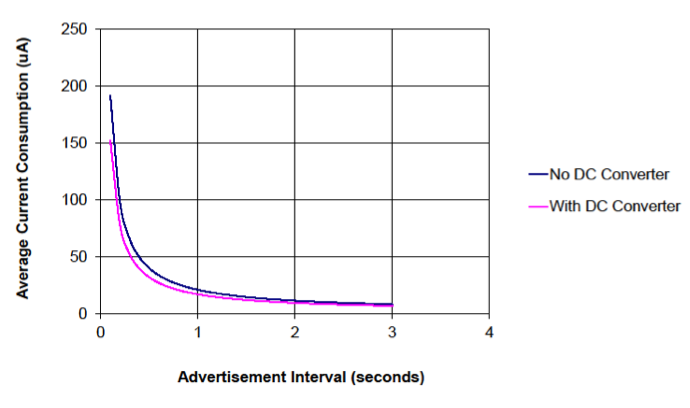 Average Current Consumption (uA)
250
200
150
100
50
0
0 1 2 3 4
Advertisement Interval (seconds)
No DC Converter
With DC Converter